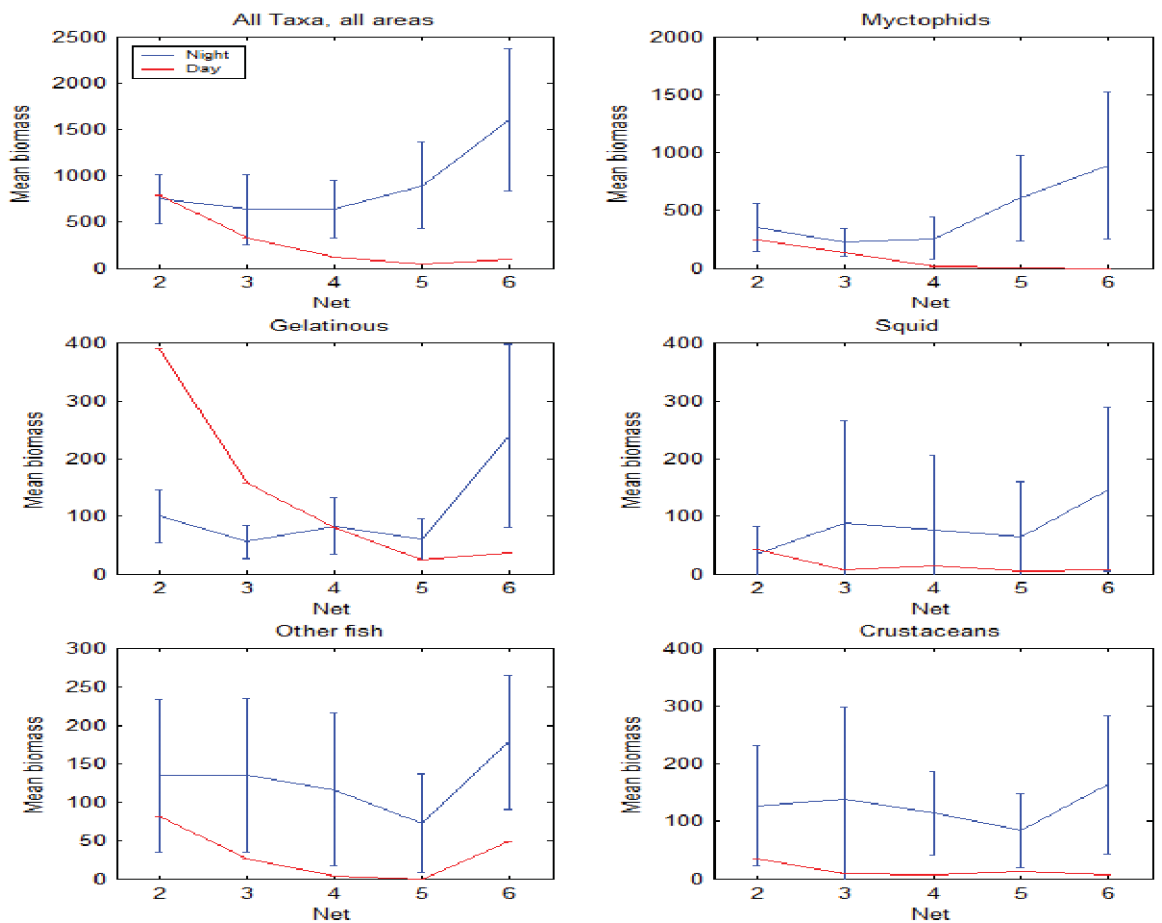 All Taxa, all areas
Mean biomass
2500
2000
1500
1000
500
0
Night
Day
2 3 4 5 6
Net
Myctophids
Mean biomass
2000
1500
1000
500
0
2 3 4 5 6
Net
Gelatinous
Mean biomass
400
300
200
100
0
2 3 4 5 6
Net
Squid
Mean biomass
400
300
200
100
0
2 3 4 5 6
Net
Other fish
Mean biomass
300
250
200
150
100
50
0
2 3 4 5 6
Net
Crustaceans
Mean biomass
400
300
200
100
0
2 3 4 5 6
Net